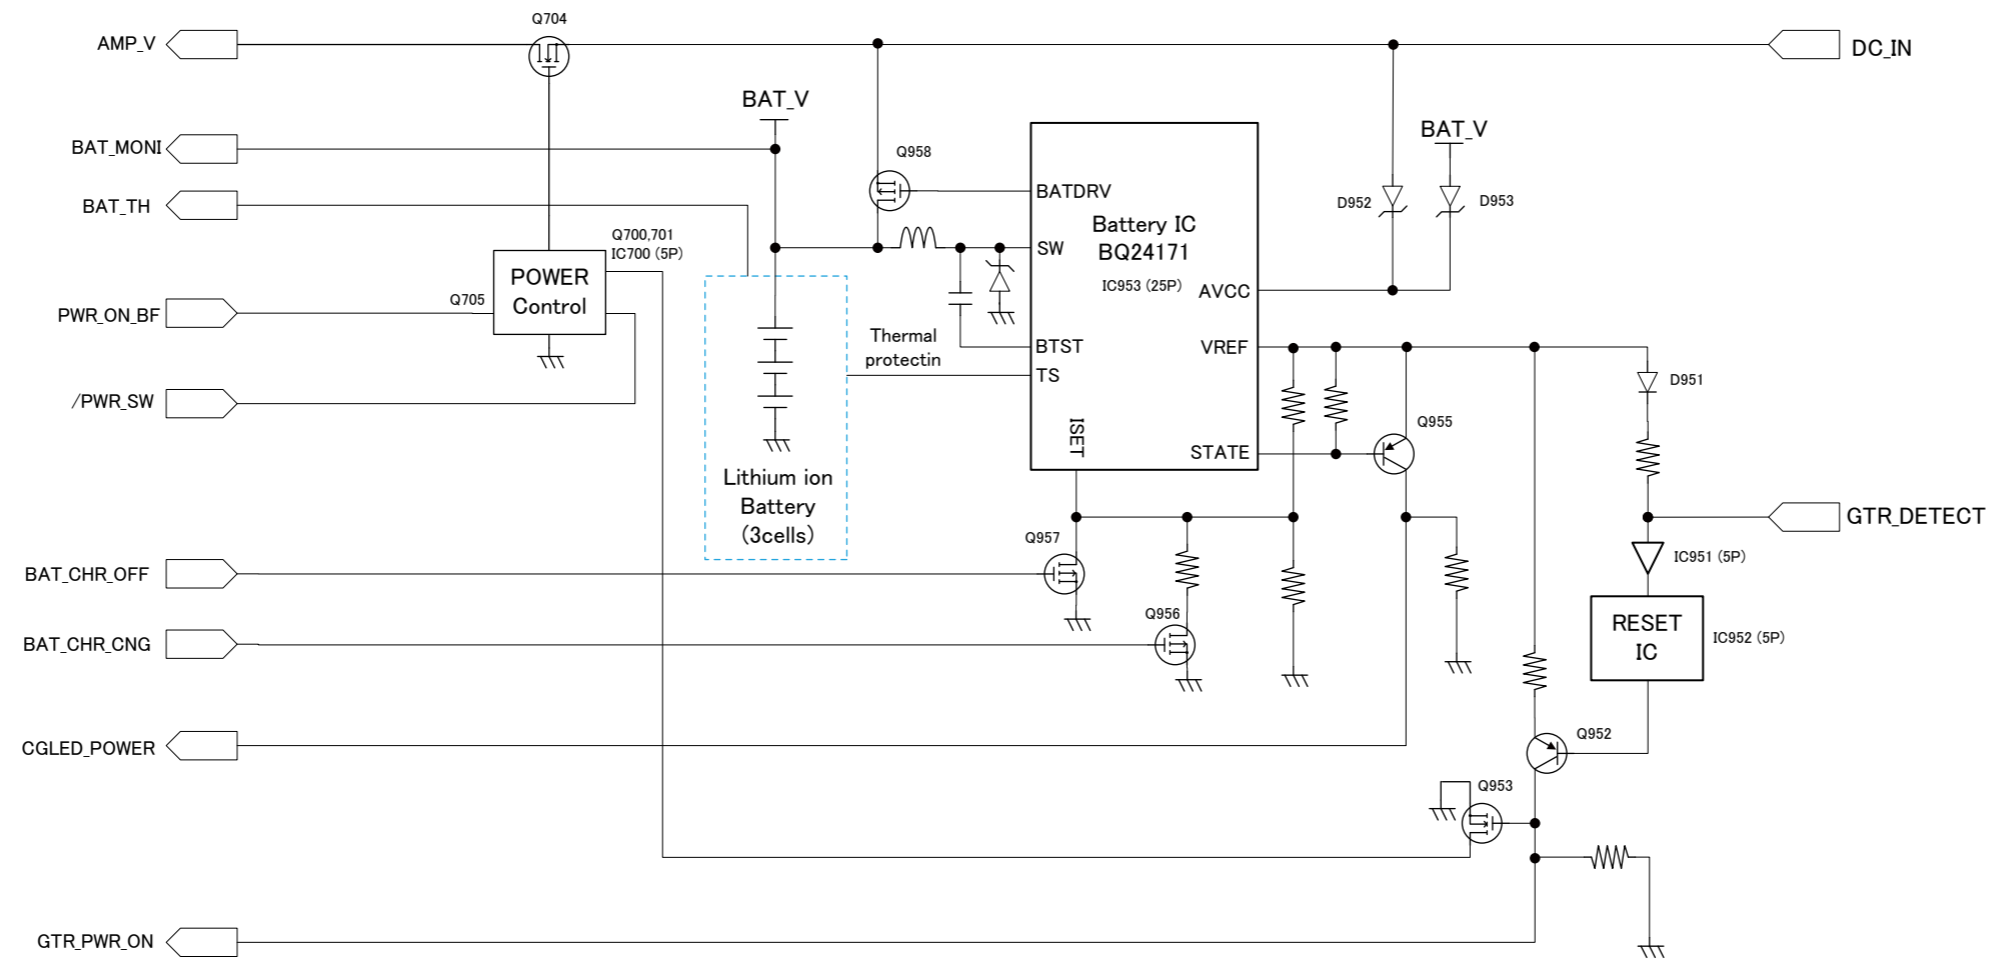 Q704
AMP_V
DC_IN
BAT_V
BAT_MONI
BAT_V
Q958
BATDRV
BAT_TH
D952
D953
Battery IC
BQ24171
IC953 (25P)
Q700,701
IC700 (5P)
SW
AVCC
POWER
Control
Q705
PWR_ON_BF
Thermal
protectin
BTST
VREF
TS
D951
/PWR_SW
ISET
Q955
STATE
Lithium ion
Battery
(3cells)
GTR_DETECT
Q957
IC951 (5P)
BAT_CHR_OFF
RESET
IC
IC952 (5P)
Q956
BAT_CHR_CNG
CGLED_POWER
Q952
Q953
GTR_PWR_ON